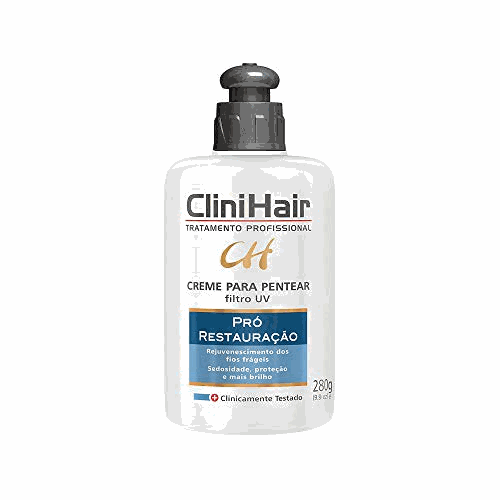 CliniHair
TRATAMENTO PROFISSIONAL
CH
CREME PARA PENTEAR
filtro UV
PRÓ
RESTAURAÇÃO
Rejuvenescimento dos
fios frágeis
Sedosidade, proteção
e mais brilho
280g
Clinicamente Testado